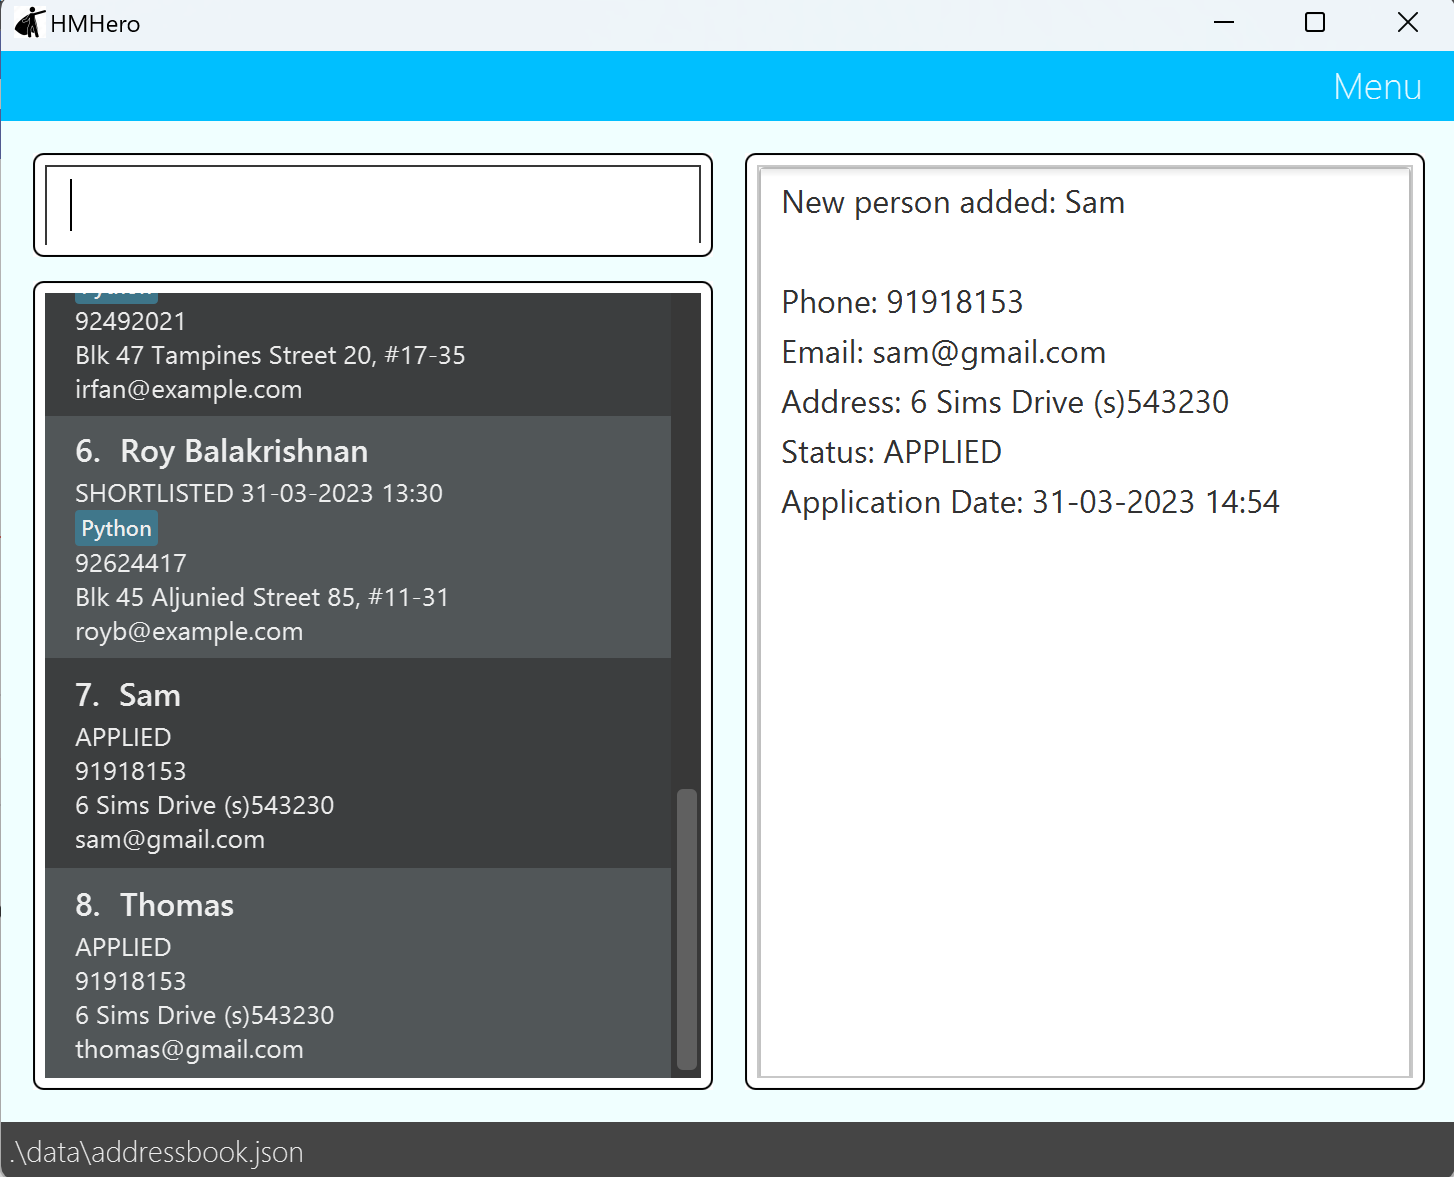 HMHero
Menu
92492021
Blk 47 Tampines Street 20, #17-35
irfan@example.com
6. Roy Balakrishnan
SHORTLISTED 31-03-2023 13:30
Python
92624417
Blk 45 Aljunied Street 85, #11-31
royb@example.com
7. Sam
APPLIED
91918153
6 Sims Drive (s)543230
sam@gmail.com
8. Thomas
APPLIED
91918153
6 Sims Drive (s)543230
thomas@gmail.com
New person added: Sam
Phone: 91918153
Email: sam@gmail.com
Address: 6 Sims Drive (s)543230
Status: APPLIED
Application Date: 31-03-2023 14:54
.\data\addressbook.json